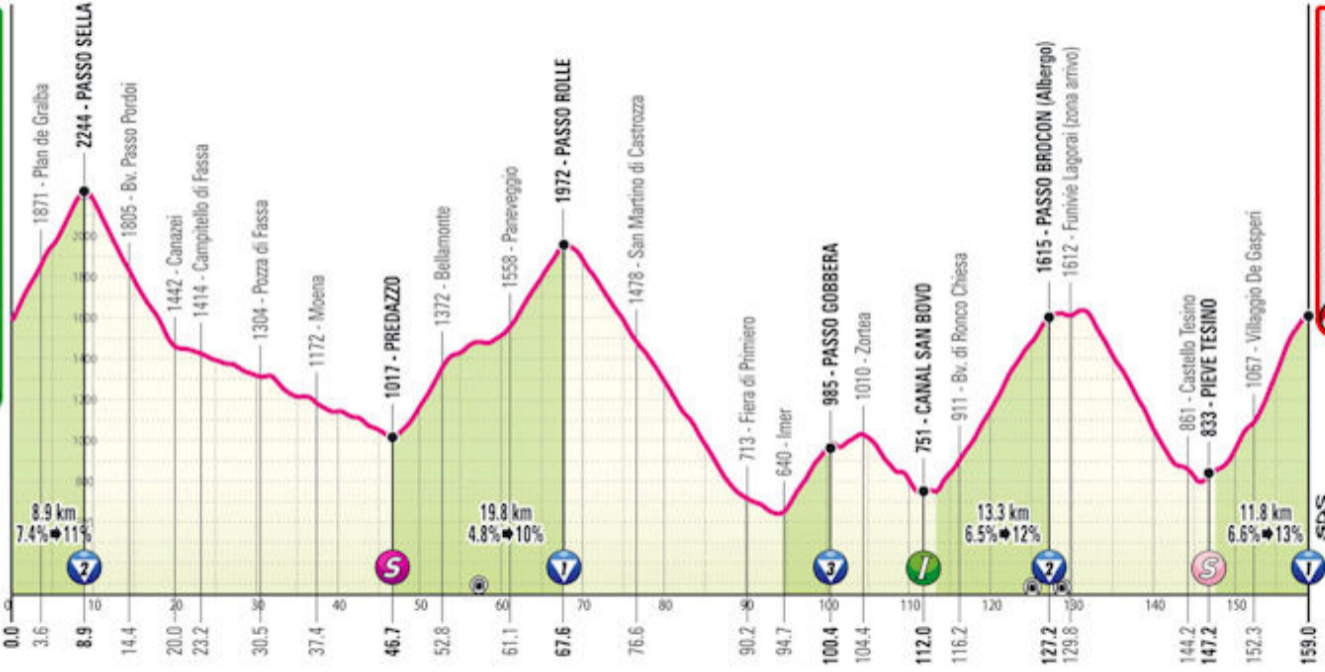 1871 - Plan de Gralba
2244 - PASSO SELLA
1805 - Bv. Passo Pordoi
1442 - Canazei
1414 - Campitello di Fassa
1304 - Pozza di Fassa
1172 - Moena
1017 - PREDAZZO
1372 - Bellamonte
1558 - Paneveggio
1972 - PASSO ROLLE
1478 - San Martino di Castrozza
713 - Fiera di Primiero
640 - Imer
985 - PASSO GOBBERA
1010 - Zortea
751 - CANAL SAN BOVO
911 - Bv. di Ronco Chiesa
1615 - PASSO BROCON (Albergo)
1612 - Funivie Lagorai (zona arrivo)
861 - Castello Tesino
833 - PIEVE TESINO
1067 - Villaggio De Gasperi
2000
1800
1600
1400
1200
1000
800
8.9 km
7.4% 11%
19.8 km
4.8% 10%
13.3 km
6.5% 12%
11.8 km
6.6% 13%
SDS
2 S 1 3 I 2 S 1
0 10 20 30 40 50 60 70 80 90 100 110 120 130 140 150
0.0 3.6 8.9 14.4 20.0 23.2 30.5 37.4 46.7 52.8 61.1 67.6 76.6 90.2 94.7 100.4 104.4 112.0 116.2 127.2 129.8 144.2 147.2 152.3 159.0